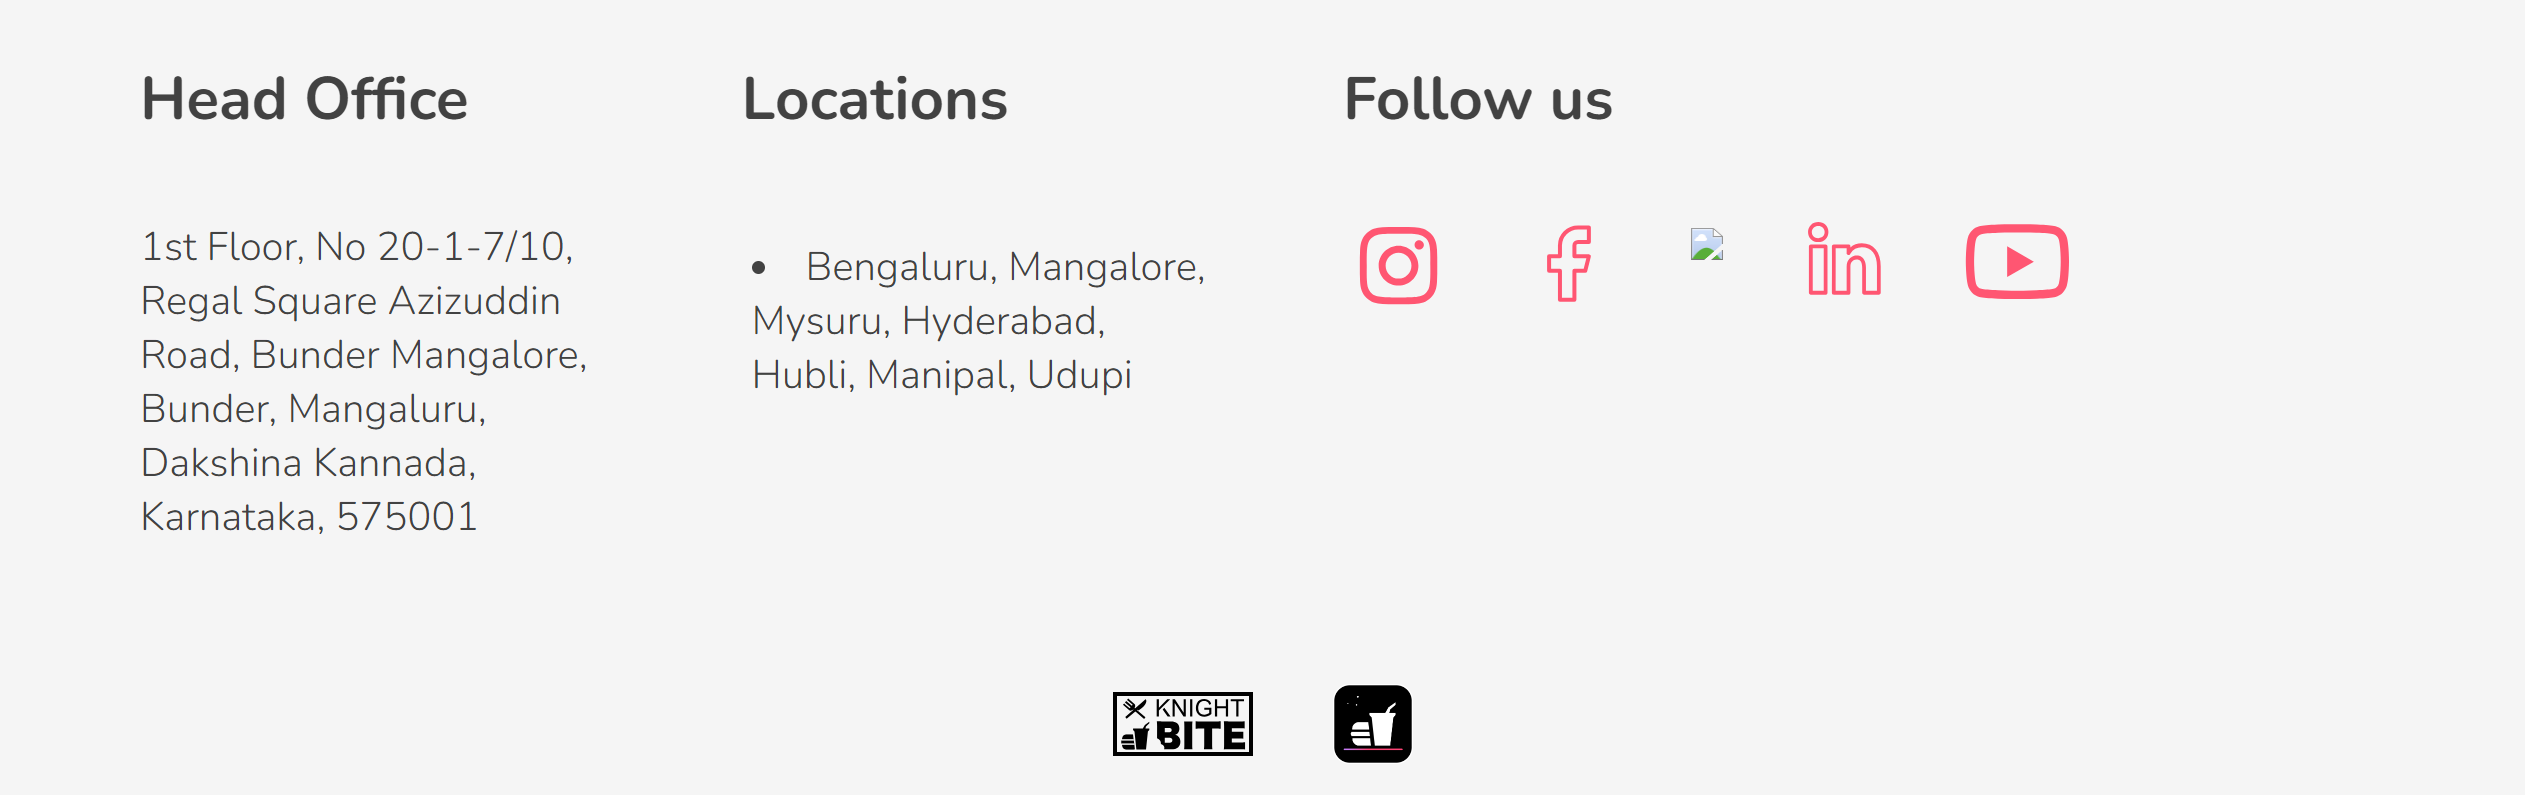 Head Office
1st Floor, No 20-1-7/10,
Regal Square Azizuddin
Road, Bunder Mangalore,
Bunder, Mangaluru,
Dakshina Kannada,
Karnataka, 575001
Locations
• Bengaluru, Mangalore,
Mysuru, Hyderabad,
Hubli, Manipal, Udupi
Follow us
KNIGHT
BITE